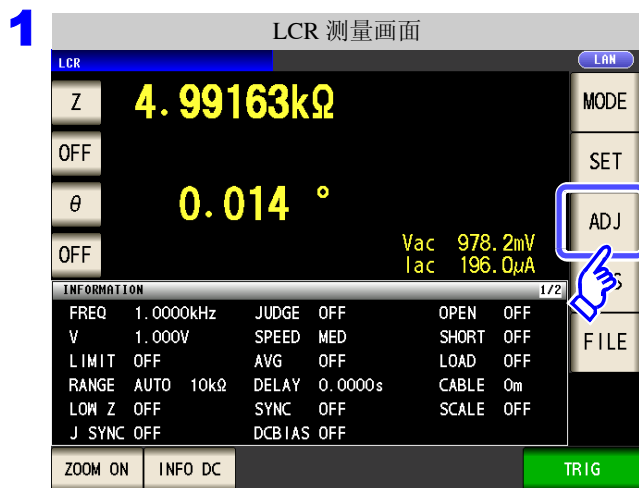 1
LCR 测量画面
LCR
LAN
Z 4.99163kΩ
MODE
OFF
SET
θ 0.014 °
ADJ
OFF
Vac 978.2mV
Iac 196.0μA
INFORMATION 1/2
FREQ 1.0000kHz JUDGE OFF OPEN OFF
V 1.000V SPEED MED SHORT OFF
FILE
LIMIT OFF AVG OFF LOAD OFF
RANGE AUTO 10kΩ DELAY 0.0000s CABLE 0m
LOW Z OFF SYNC OFF SCALE OFF
J SYNC OFF DCBIAS OFF
ZOOM ON INFO DC TRIG